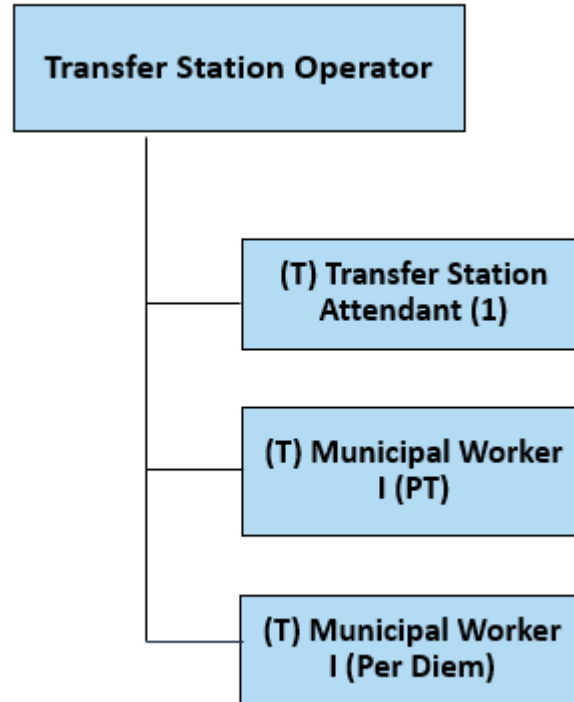 Transfer Station Operator
(T) Transfer Station
Attendant (1)
(T) Municipal Worker
I (PT)
(T) Municipal Worker
I (Per Diem)